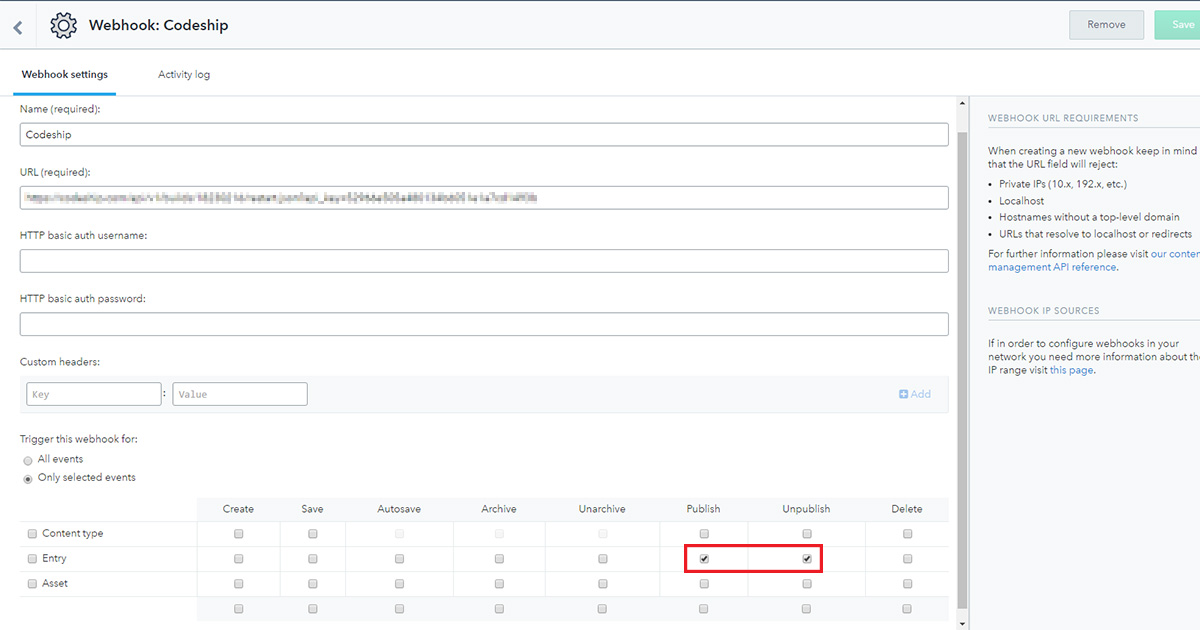 Webhook: Codeship
Remove
Save
Webhook settings
Activity log
Name (required):
Codeship
URL (required):
HTTP basic auth username:
HTTP basic auth password:
Custom headers:
Key
:
Value
Add
Trigger this webhook for:
All events
Only selected events
Create Save Autosave Archive Unarchive Publish Unpublish Delete
Content type
Entry
Asset
WEBHOOK URL REQUIREMENTS
When creating a new webhook keep in mind
that the URL field will reject:
• Private IPs (10.x, 192.x, etc.)
• Localhost
• Hostnames without a top-level domain
• URLs that resolve to localhost or redirects
For further information please visit our conten
management API reference.
WEBHOOK IP SOURCES
If in order to configure webhooks in your
network you need more information about the
IP range visit this page.